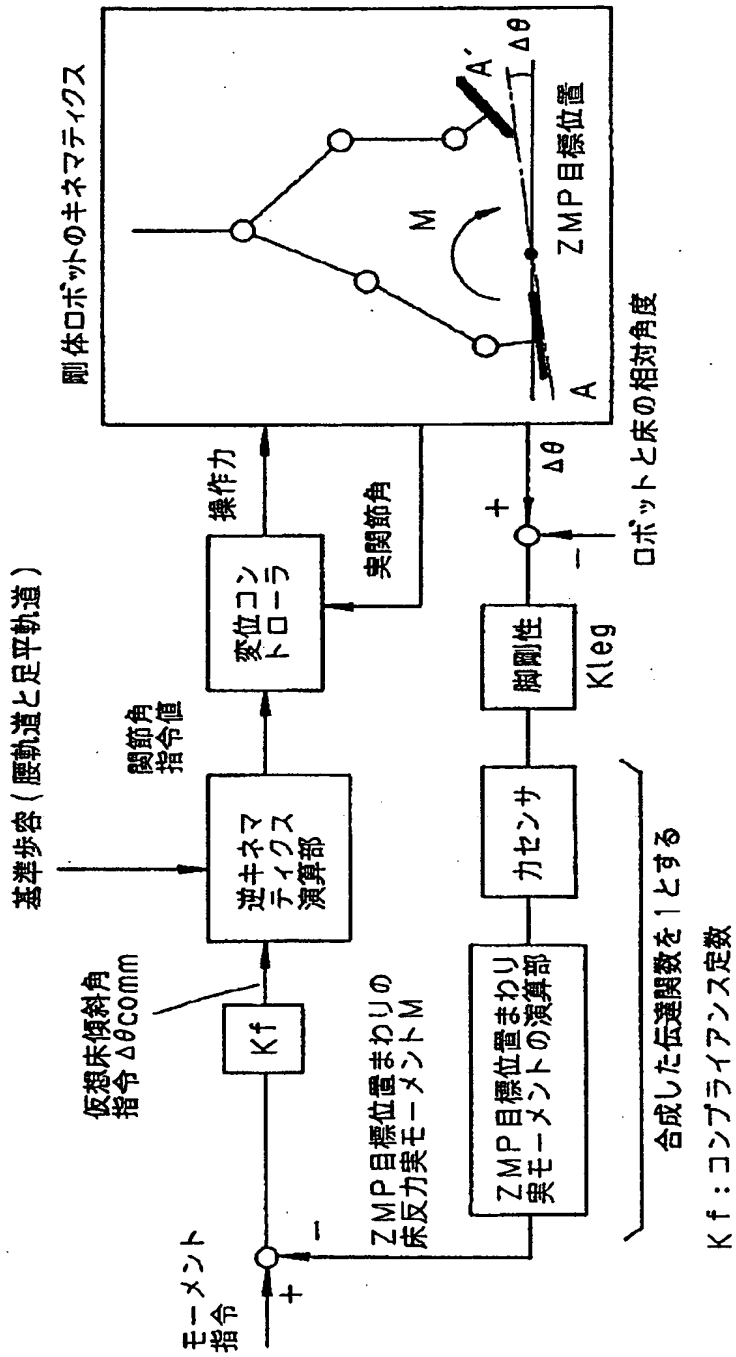 基準歩容(腰軌道と足平軌道)
剛体ロボットのキネマティクス
モーメント
指令
+
−
仮想床傾斜角
指令 Δθcomm
Kf
逆キネマ
ティクス
演算部
関節角
指令値
変位コン
トローラ
操作力
実関節角
M
A
A′
Δθ
ZMP目標位置
Δθ
+
−
ロボットと床の相対角度
脚剛性
Kleg
力センサ
ZMP目標位置まわり
実モーメントの演算部
ZMP目標位置まわりの
床反力実モーメントM
合成した伝達関数を1とする
Kf:コンプライアンス定数